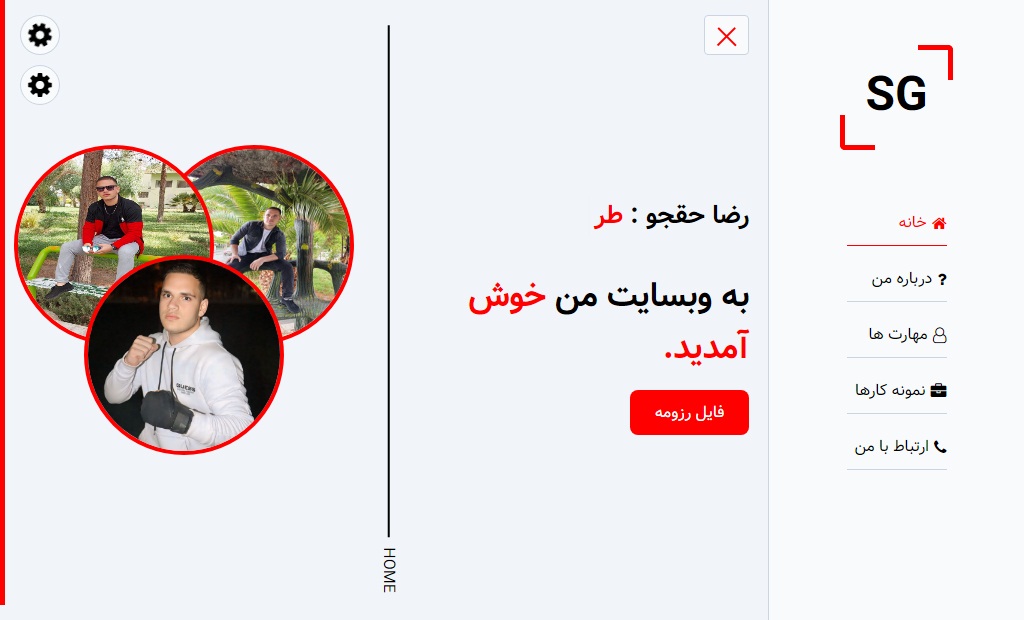 SG
خانه
درباره من
مهارت ها
نمونه کارها
ارتباط با من
رضا حقجو : طر
به وبسایت من خوش
آمدید.
فایل رزومه
HOME